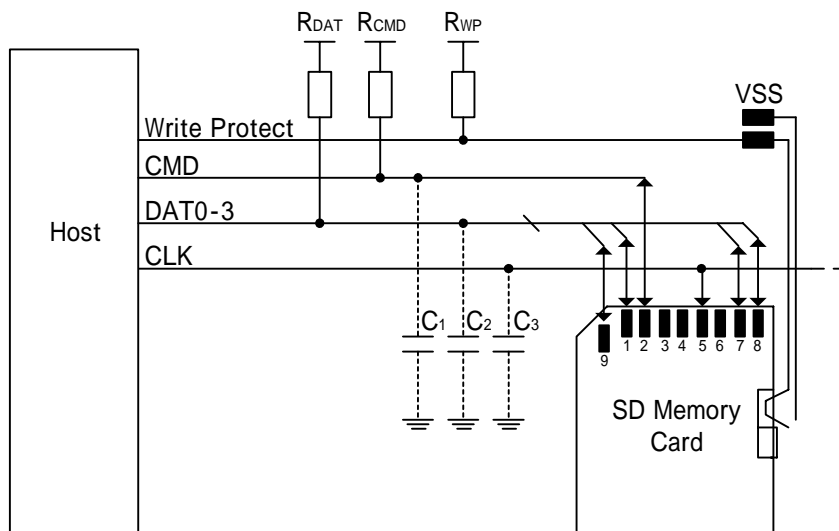 RDAT RCMD RWP
VSS
Write Protect
CMD
DAT0-3
Host
CLK
C1 C2 C3
1 2 3 4 5 6 7 8
9
SD Memory
Card